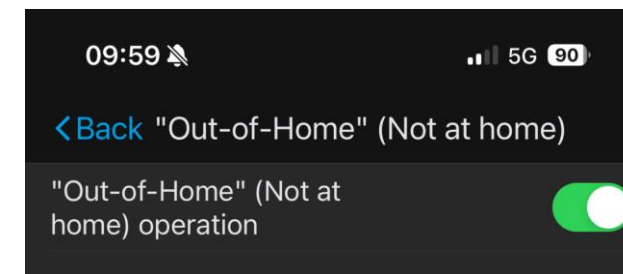 09:59 5G 90
Back "Out-of-Home" (Not at home)
"Out-of-Home" (Not at
home) operation